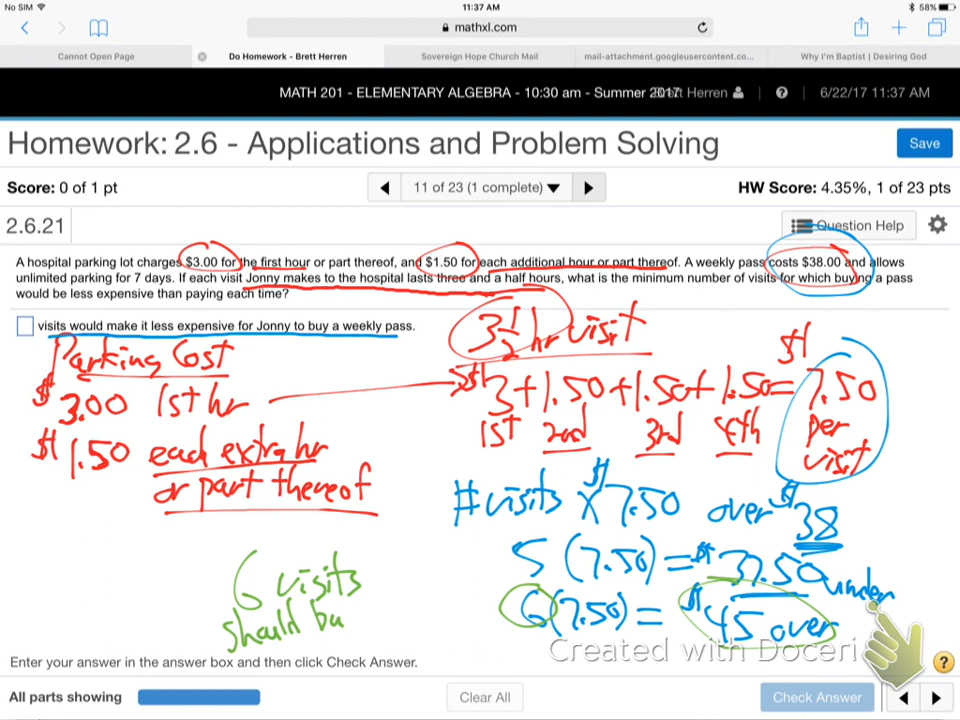 No SIM 11:37 AM 58%
mathxl.com
Cannot Open Page Do Homework - Brett Herren Sovereign Hope Church Mail mail-attachment.googleusercontent.co... Why I'm Baptist | Desiring God
MATH 201 - ELEMENTARY ALGEBRA - 10:30 am - Summer 2017 Herren 6/22/17 11:37 AM
Homework: 2.6 - Applications and Problem Solving Save
Score: 0 of 1 pt 11 of 23 (1 complete) HW Score: 4.35%, 1 of 23 pts
2.6.21 Question Help
A hospital parking lot charges $3.00 for the first hour or part thereof, and $1.50 for each additional hour or part thereof. A weekly pass costs $38.00 and allows
unlimited parking for 7 days. If each visit Jonny makes to the hospital lasts three and a half hours, what is the minimum number of visits for which buying a pass
would be less expensive than paying each time?
visits would make it less expensive for Jonny to buy a weekly pass.
Parking Cost
$3.00 1st hr
$1.50 each extra hr
or part thereof
3 1/2 hr visit
$3+1.50+1.50+1.50=$7.50
1st 2nd 3rd 4th per
visit
#visits x $7.50 over $38
5(7.50)=$37.50 under
6(7.50)=$45 over
6 visits
should bu
Created with Doceri
Enter your answer in the answer box and then click Check Answer.
All parts showing Clear All Check Answer